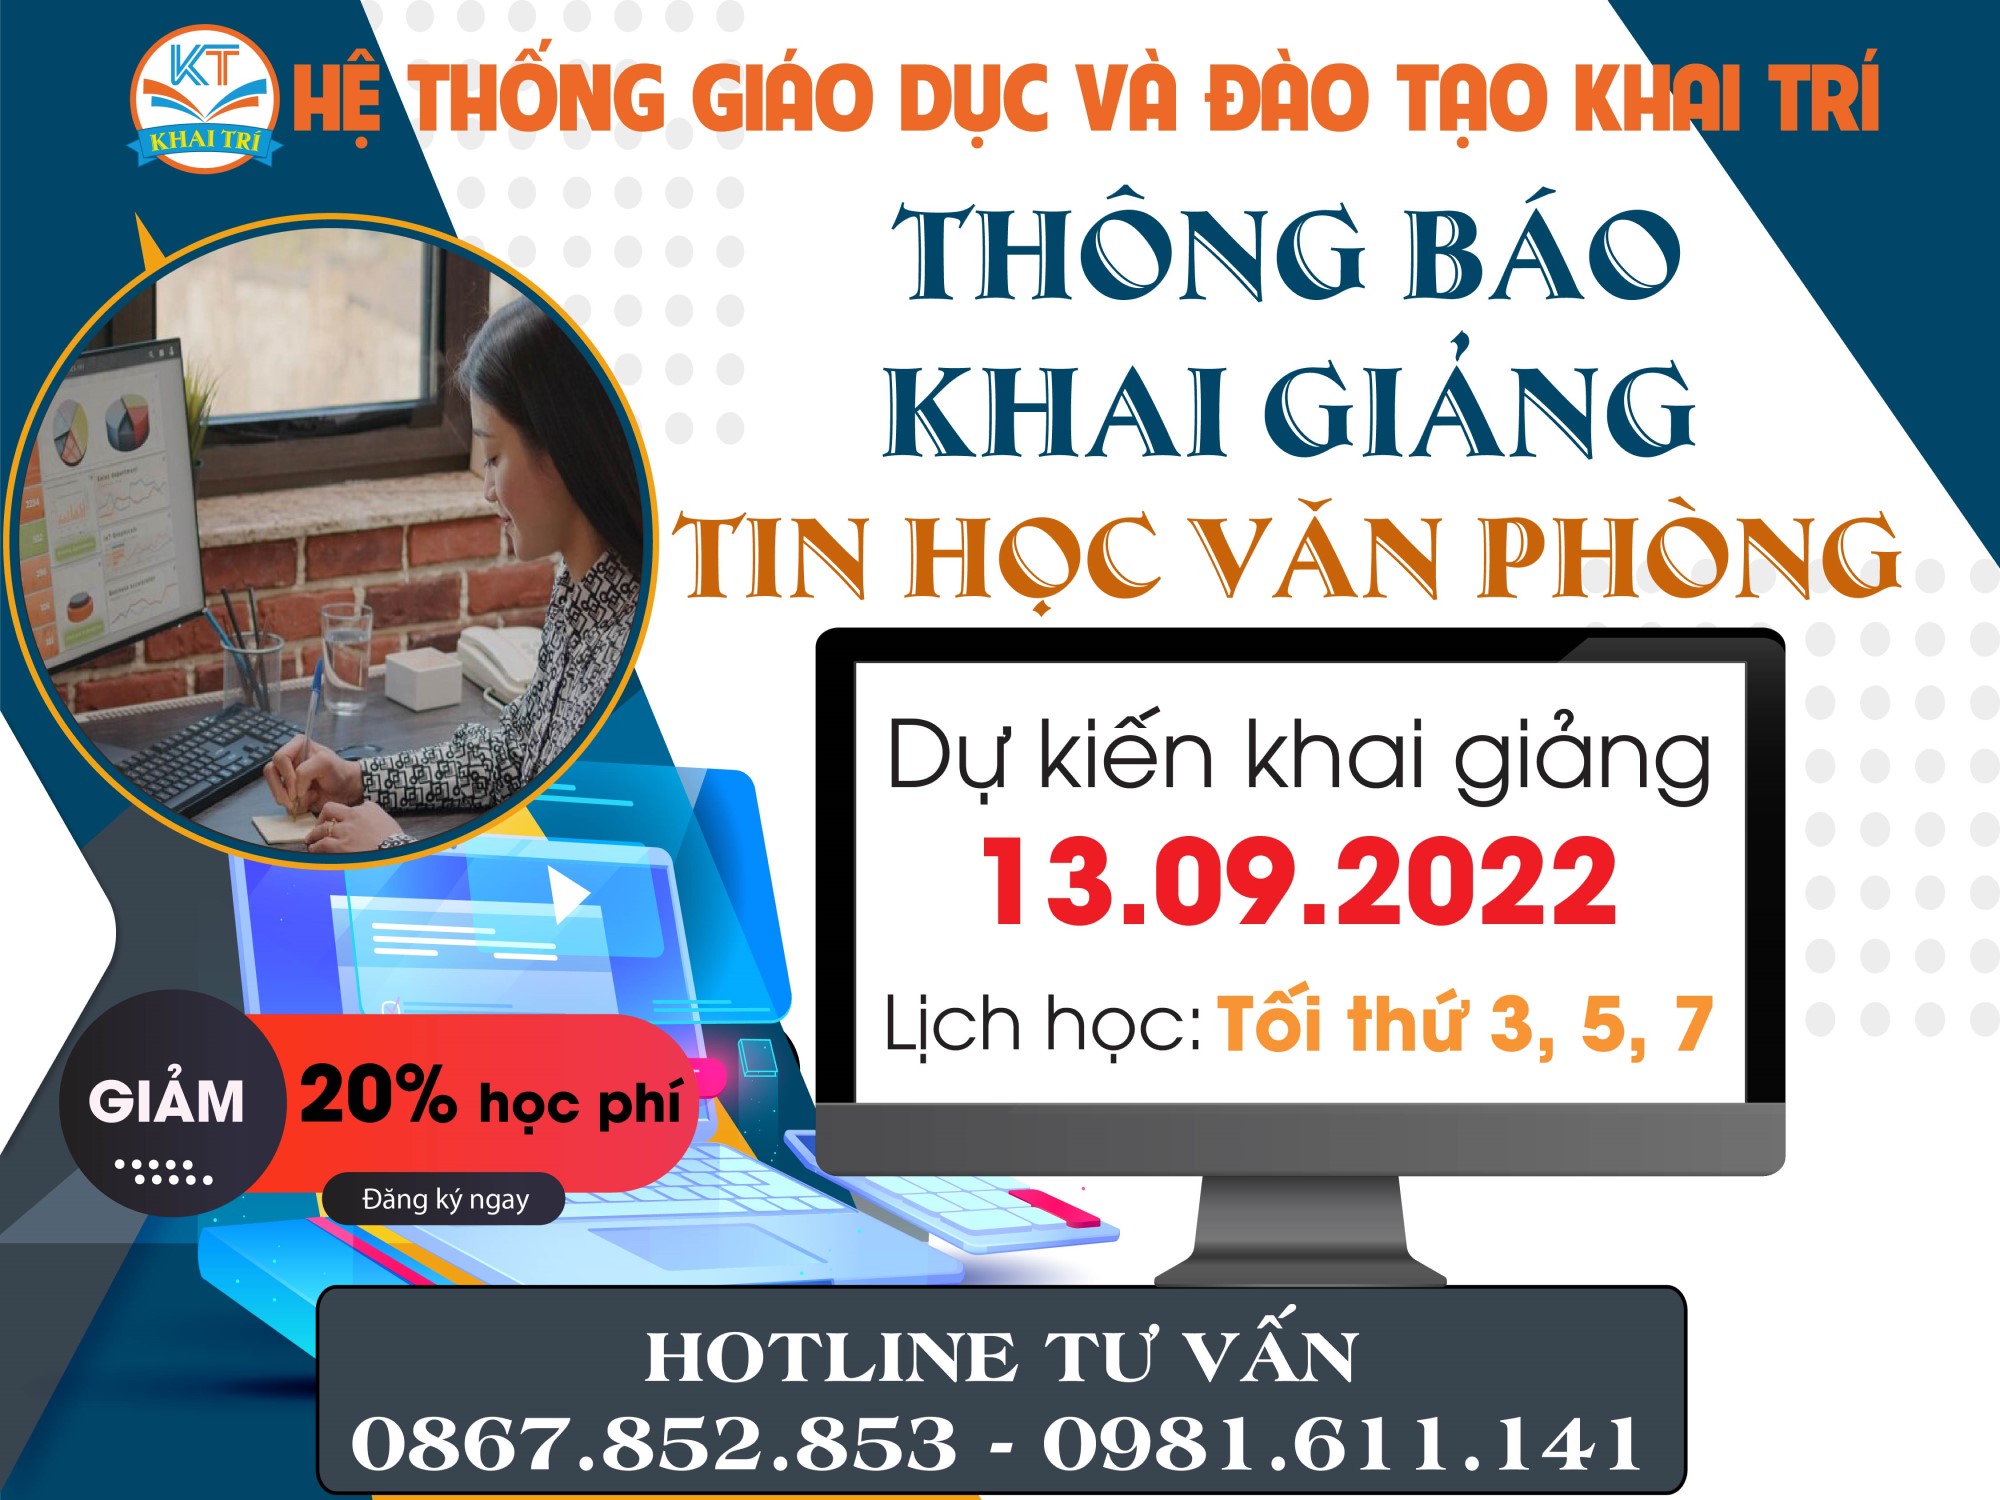 KT
KHAI TRÍ
HỆ THỐNG GIÁO DỤC VÀ ĐÀO TẠO KHAI TRÍ
THÔNG BÁO
KHAI GIẢNG
TIN HỌC VĂN PHÒNG
Dự kiến khai giảng
13.09.2022
Lịch học: Tối thứ 3, 5, 7
GIẢM 20% học phí
Đăng ký ngay
HOTLINE TƯ VẤN
0867.852.853 - 0981.611.141